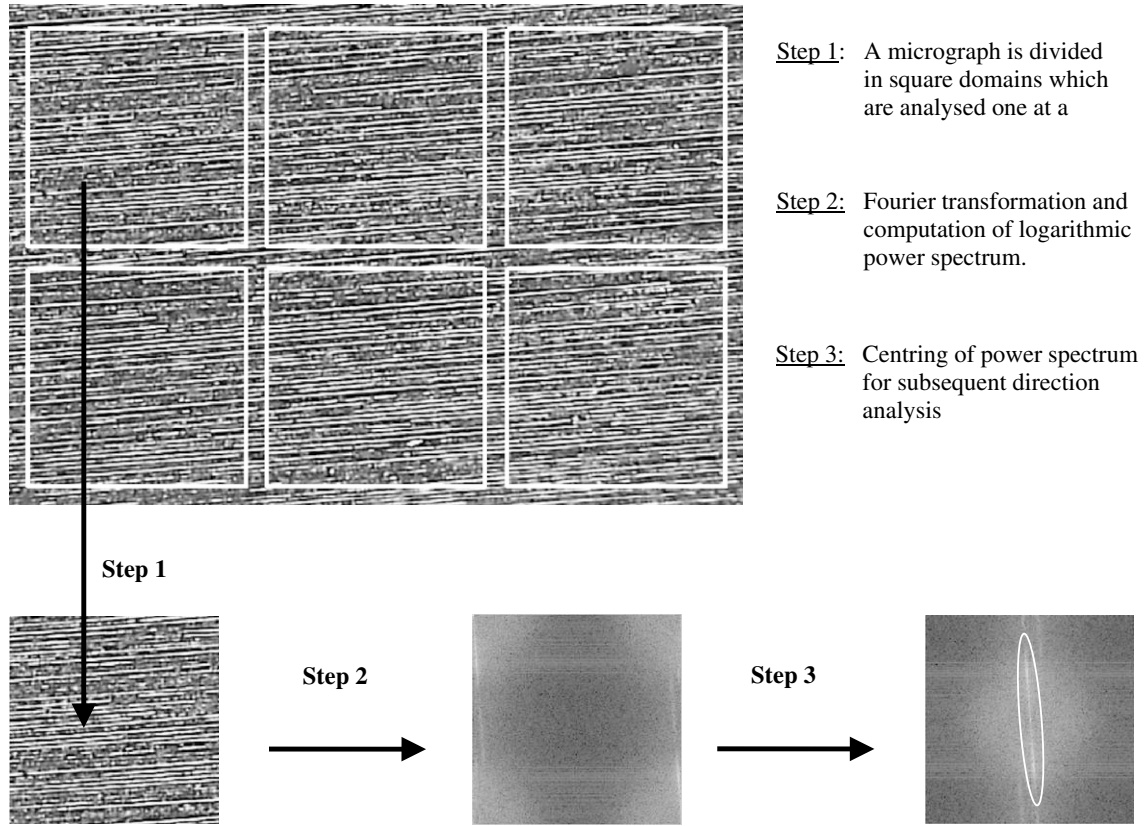 Step 1: A micrograph is divided
in square domains which
are analysed one at a
Step 2: Fourier transformation and
computation of logarithmic
power spectrum.
Step 3: Centring of power spectrum
for subsequent direction
analysis
Step 1
Step 2
Step 3